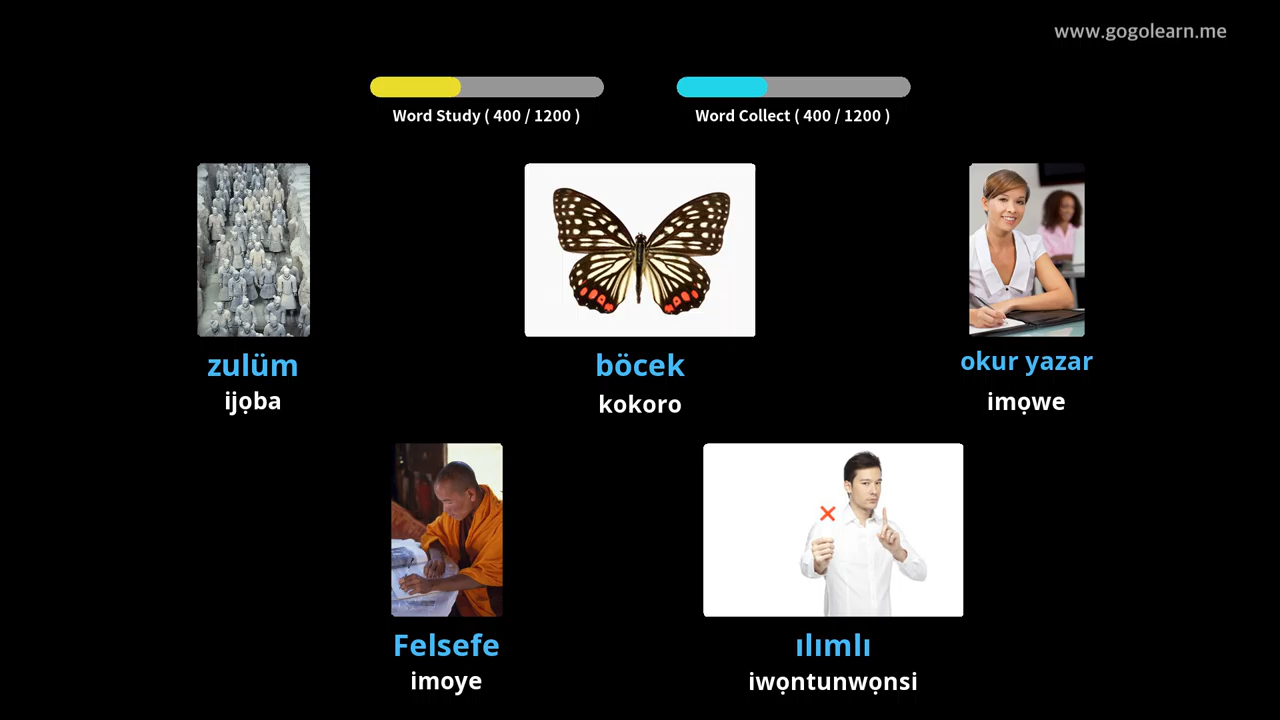 www.gogolearn.me
Word Study ( 400 / 1200 )
Word Collect ( 400 / 1200 )
zulüm
ijọba
böcek
kokoro
okur yazar
imọwe
Felsefe
imoye
ılımlı
iwọntunwọnsi